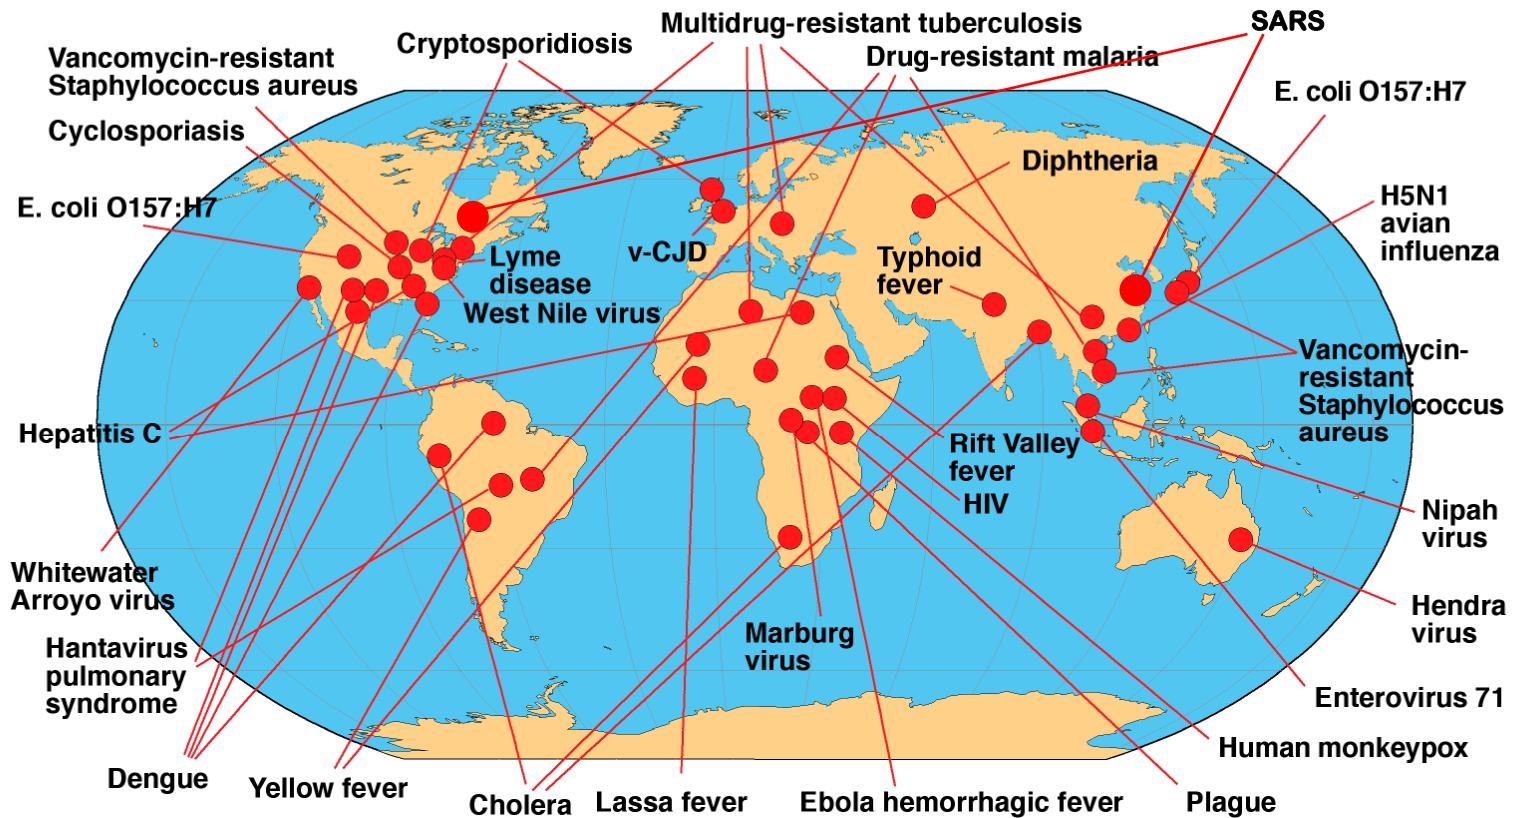 Multidrug-resistant tuberculosis
SARS
Cryptosporidiosis
Vancomycin-resistant
Staphylococcus aureus
Drug-resistant malaria
E. coli O157:H7
Cyclosporiasis
Diphtheria
E. coli O157:H7
H5N1
avian
influenza
v-CJD
Typhoid
fever
Lyme
disease
West Nile virus
Vancomycin-
resistant
Staphylococcus
aureus
Hepatitis C
Rift Valley
fever
HIV
Nipah
virus
Whitewater
Arroyo virus
Hendra
virus
Marburg
virus
Hantavirus
pulmonary
syndrome
Enterovirus 71
Human monkeypox
Dengue
Yellow fever
Cholera
Lassa fever
Ebola hemorrhagic fever
Plague